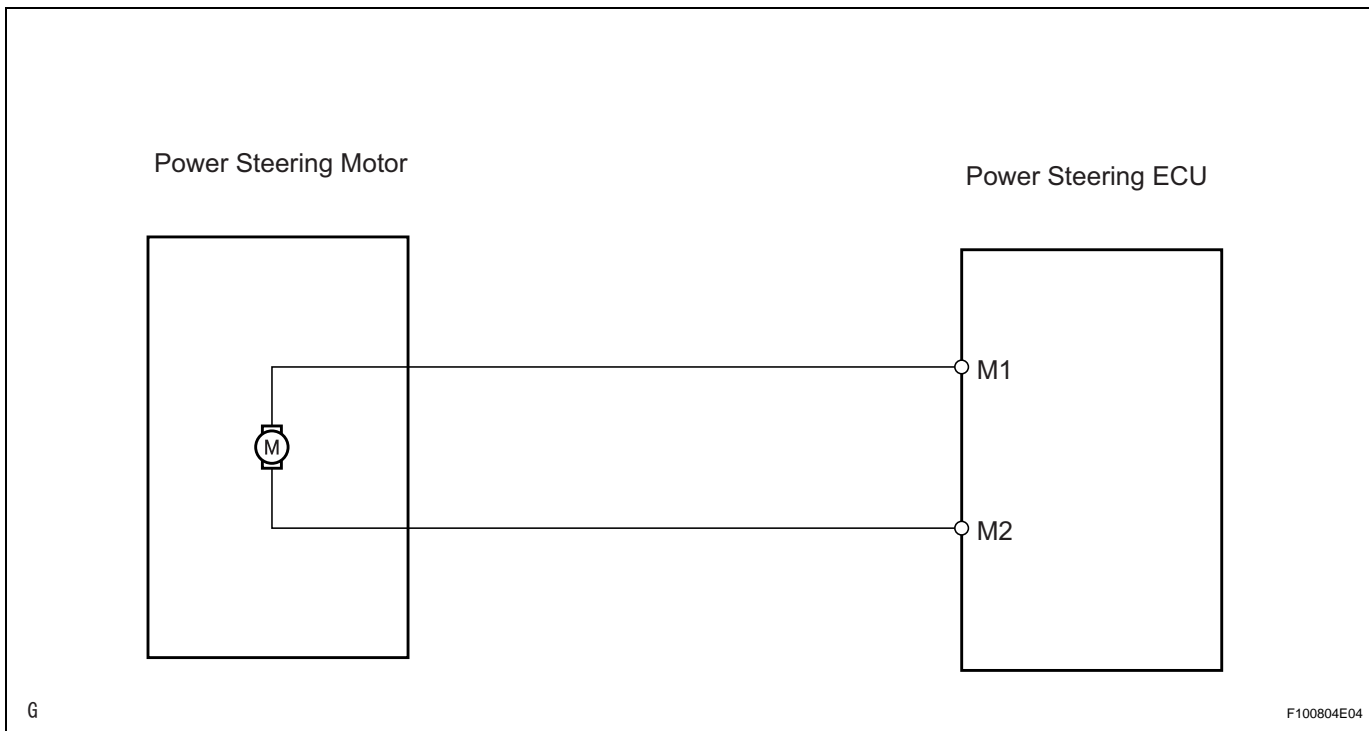 Power Steering Motor
Power Steering ECU
M1
M
M2
G
F100804E04